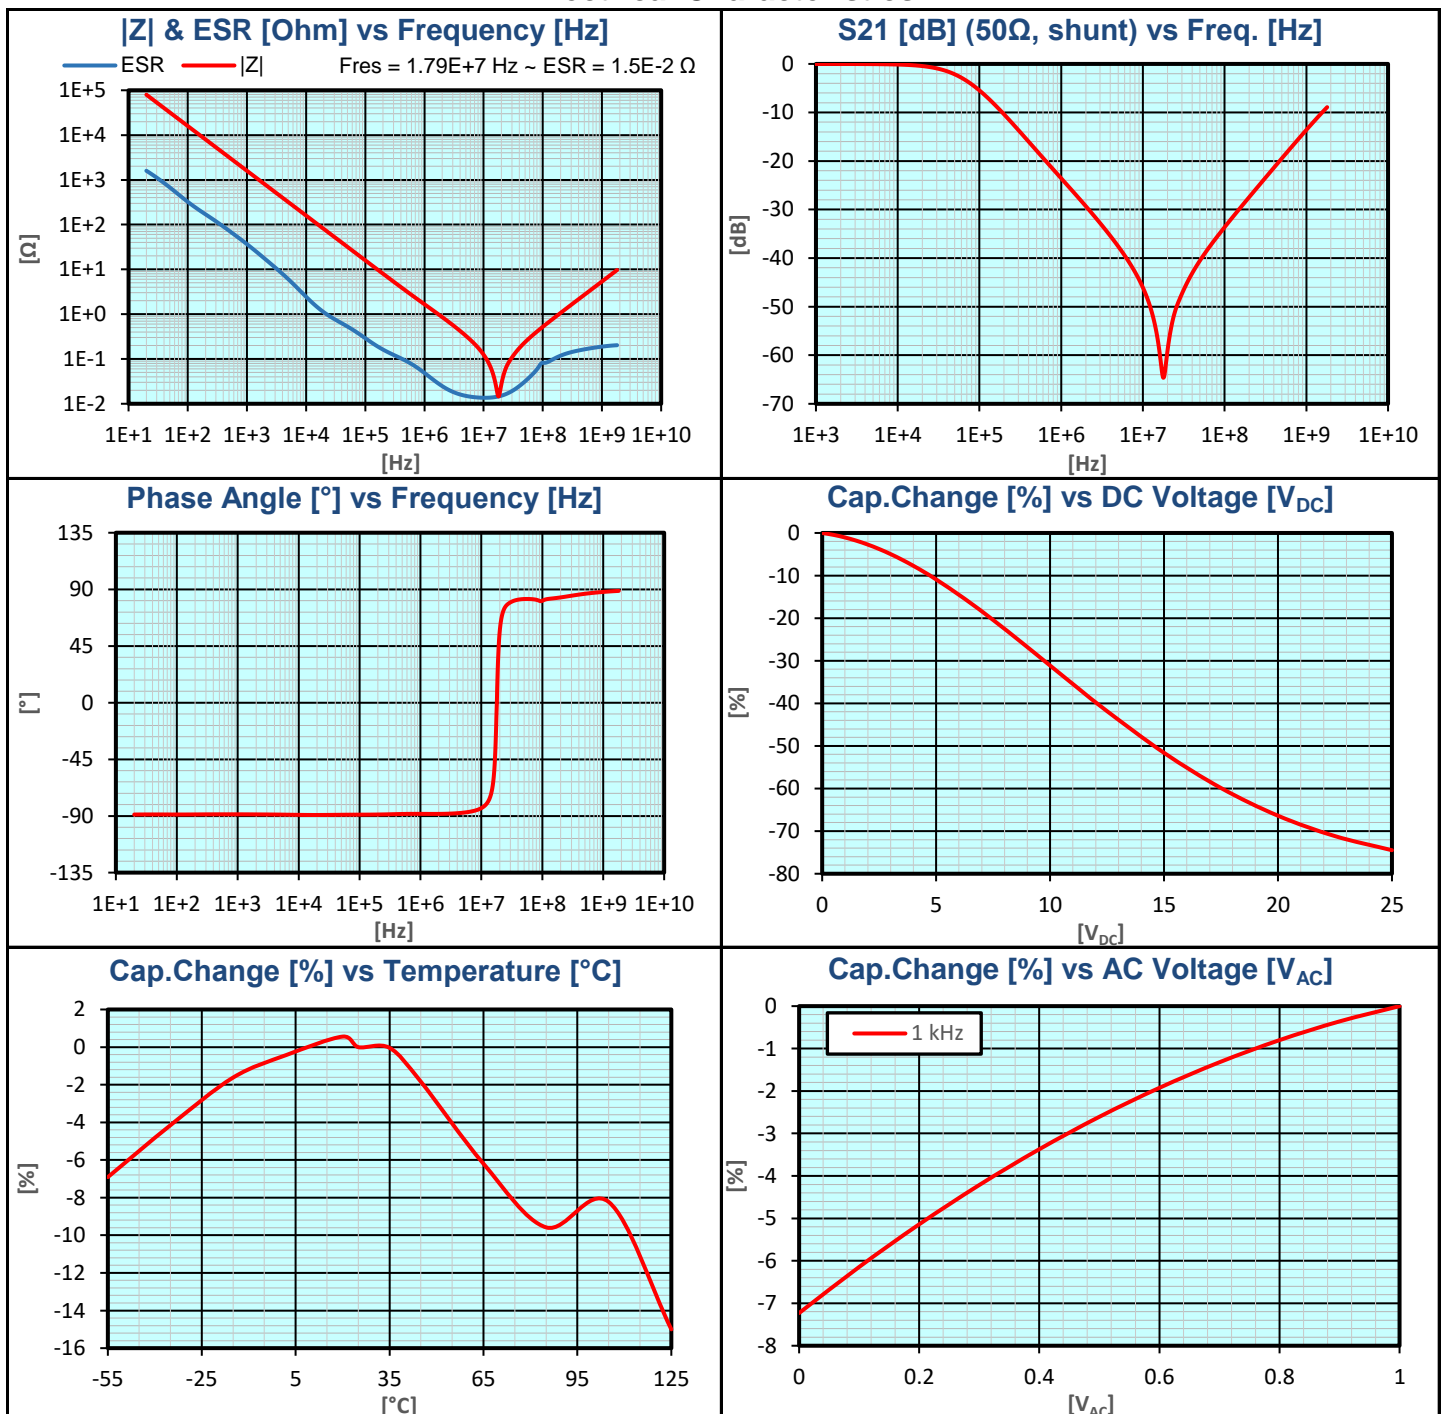 |Z| & ESR [Ohm] vs Frequency [Hz]
ESR |Z| Fres = 1.79E+7 Hz ~ ESR = 1.5E-2 Ω
1E+5
1E+4
1E+3
1E+2
1E+1
1E+0
1E-1
1E-2
[Ω]
1E+1 1E+2 1E+3 1E+4 1E+5 1E+6 1E+7 1E+8 1E+9 1E+10
[Hz]
S21 [dB] (50Ω, shunt) vs Freq. [Hz]
0
-10
-20
-30
-40
-50
-60
-70
[dB]
1E+3 1E+4 1E+5 1E+6 1E+7 1E+8 1E+9 1E+10
[Hz]
Phase Angle [°] vs Frequency [Hz]
135
90
45
0
-45
-90
-135
[°]
1E+1 1E+2 1E+3 1E+4 1E+5 1E+6 1E+7 1E+8 1E+9 1E+10
[Hz]
Cap.Change [%] vs DC Voltage [VDC]
0
-10
-20
-30
-40
-50
-60
-70
-80
[%]
0 5 10 15 20 25
[VDC]
Cap.Change [%] vs Temperature [°C]
2
0
-2
-4
-6
-8
-10
-12
-14
-16
[%]
-55 -25 5 35 65 95 125
[°C]
Cap.Change [%] vs AC Voltage [VAC]
1 kHz
0
-1
-2
-3
-4
-5
-6
-7
-8
[%]
0 0.2 0.4 0.6 0.8 1
[VAC]